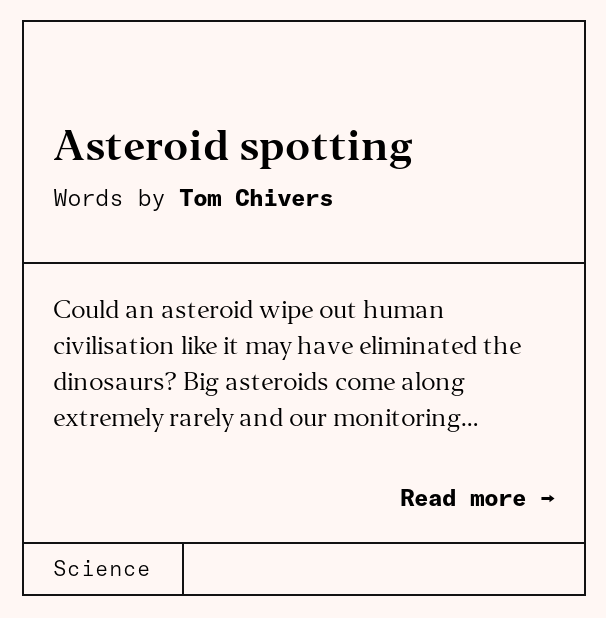 Asteroid spotting
Words by Tom Chivers
Could an asteroid wipe out human
civilisation like it may have eliminated the
dinosaurs? Big asteroids come along
extremely rarely and our monitoring...
Read more →
Science